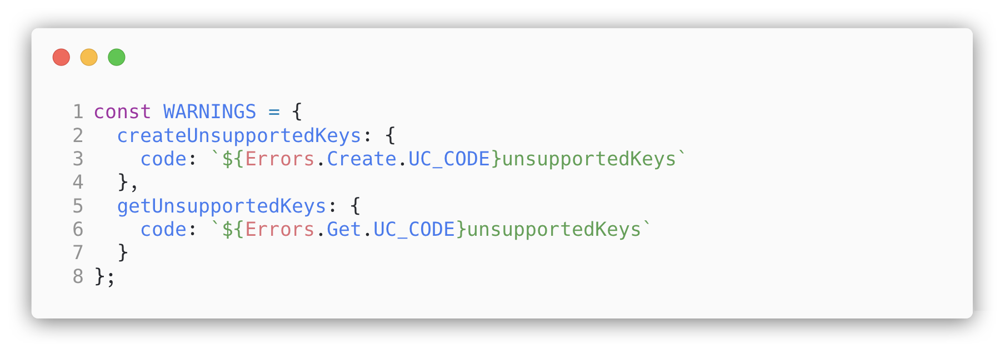 1 const WARNINGS = {
2   createUnsupportedKeys: {
3     code: `${Errors.Create.UC_CODE}unsupportedKeys`
4   },
5   getUnsupportedKeys: {
6     code: `${Errors.Get.UC_CODE}unsupportedKeys`
7   }
8 };